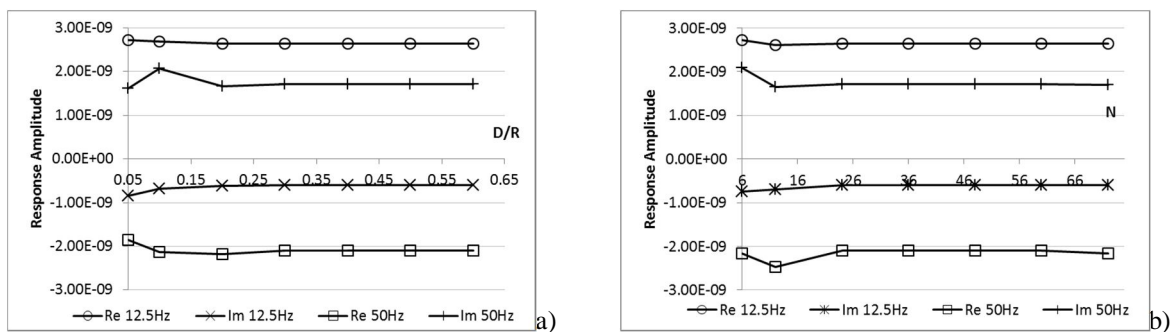 3.00E-09
2.00E-09
1.00E-09
0.00E+00
-1.00E-09
-2.00E-09
-3.00E-09
Response Amplitude
D/R
0.05 0.15 0.25 0.35 0.45 0.55 0.65
Re 12.5Hz Im 12.5Hz Re 50Hz Im 50Hz
a)
3.00E-09
2.00E-09
1.00E-09
0.00E+00
-1.00E-09
-2.00E-09
-3.00E-09
Response Amplitude
N
6 16 26 36 46 56 66
Re 12.5Hz Im 12.5Hz Re 50Hz Im 50Hz
b)